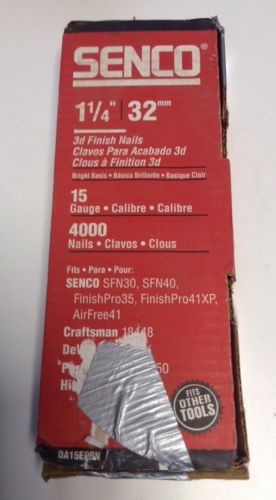 SENCO®
1¼" | 32mm
3d Finish Nails
Clavos Para Acabado 3d
Clous à Finition 3d
Bright Basic • Básico Brillante • Basique Clair
15
Gauge • Calibre • Calibre
4000
Nails • Clavos • Clous
Fits • Para • Pour:
SENCO SFN30, SFN40,
FinishPro35, FinishPro41XP,
AirFree41
Craftsman 18448
50
FITS
OTHER
TOOLS